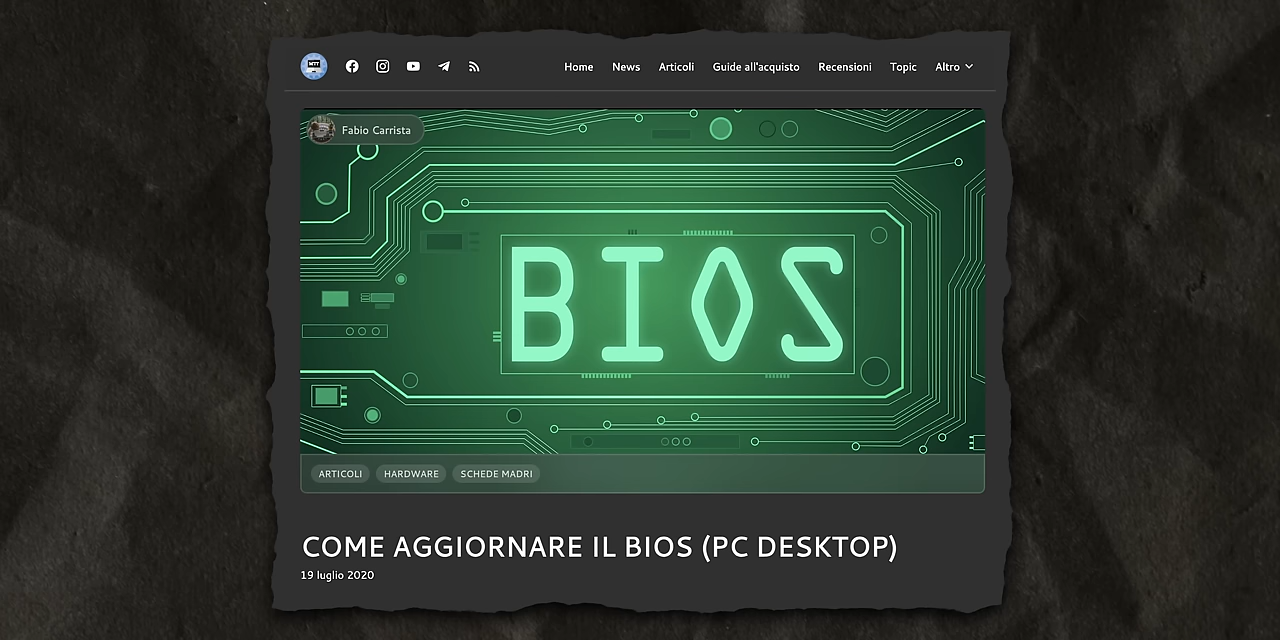 Home News Articoli Guide all'acquisto Recensioni Topic Altro
Fabio Carrista
BIOS
ARTICOLI HARDWARE SCHEDE MADRI
COME AGGIORNARE IL BIOS (PC DESKTOP)
19 luglio 2020